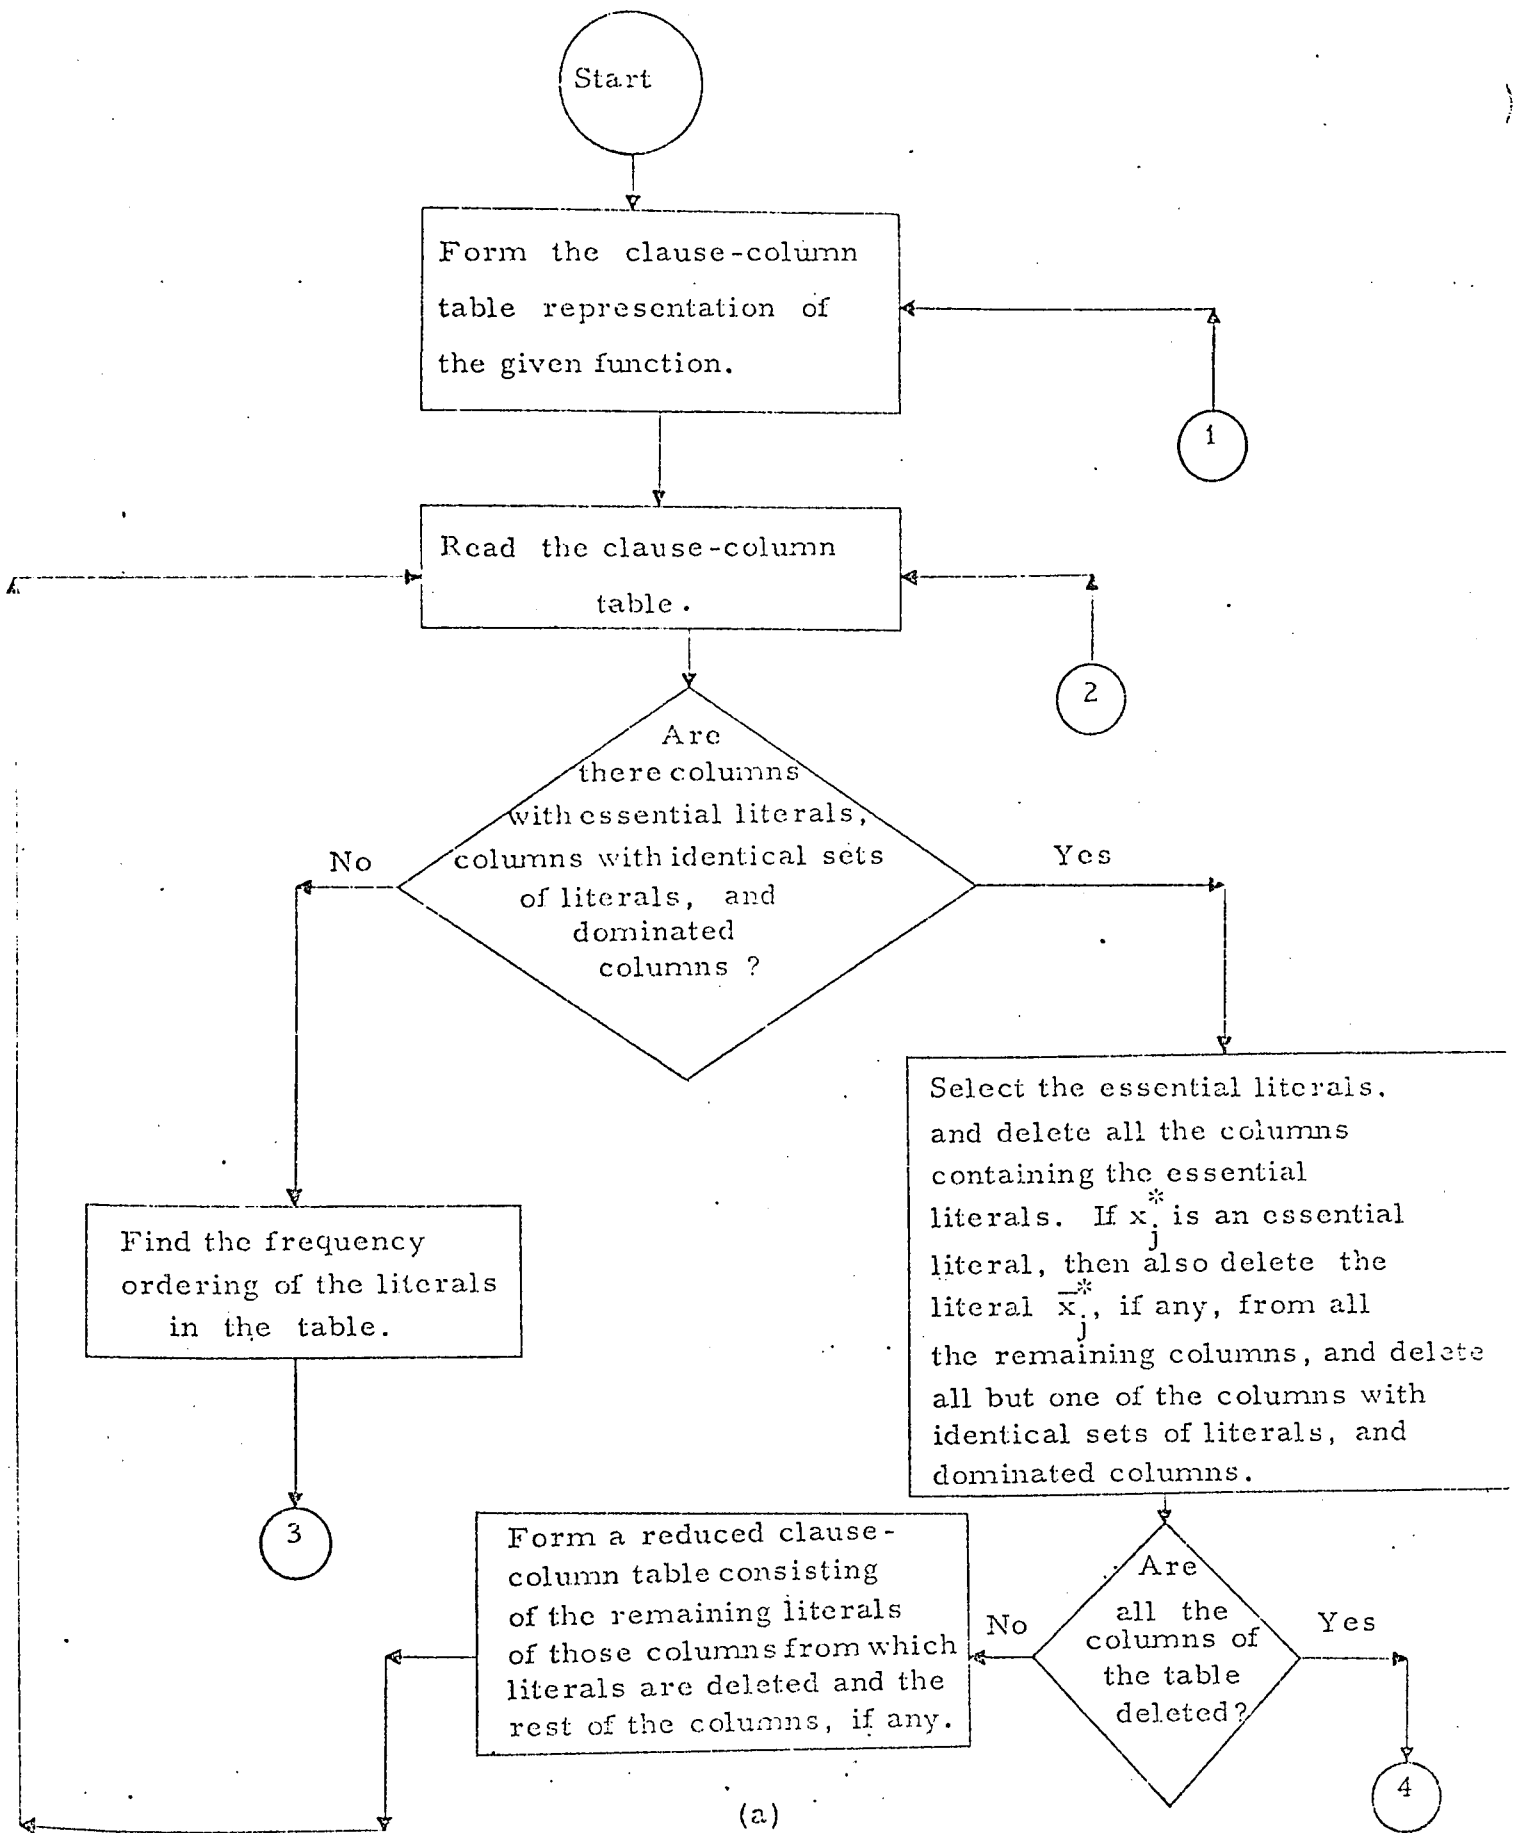 Start
Form the clause-column
table representation of
the given function.
1
Read the clause-column
table.
2
Are
there columns
with essential literals,
columns with identical sets
of literals, and
dominated
columns ?
No
Yes
Select the essential literals.
and delete all the columns
containing the essential
literals. If x*j is an essential
literal, then also delete the
literal x̄*j, if any, from all
the remaining columns, and delete
all but one of the columns with
identical sets of literals, and
dominated columns.
Find the frequency
ordering of the literals
in the table.
3
Form a reduced clause-
column table consisting
of the remaining literals
of those columns from which
literals are deleted and the
rest of the columns, if any.
No
Are
all the
columns of
the table
deleted?
Yes
4
(a)